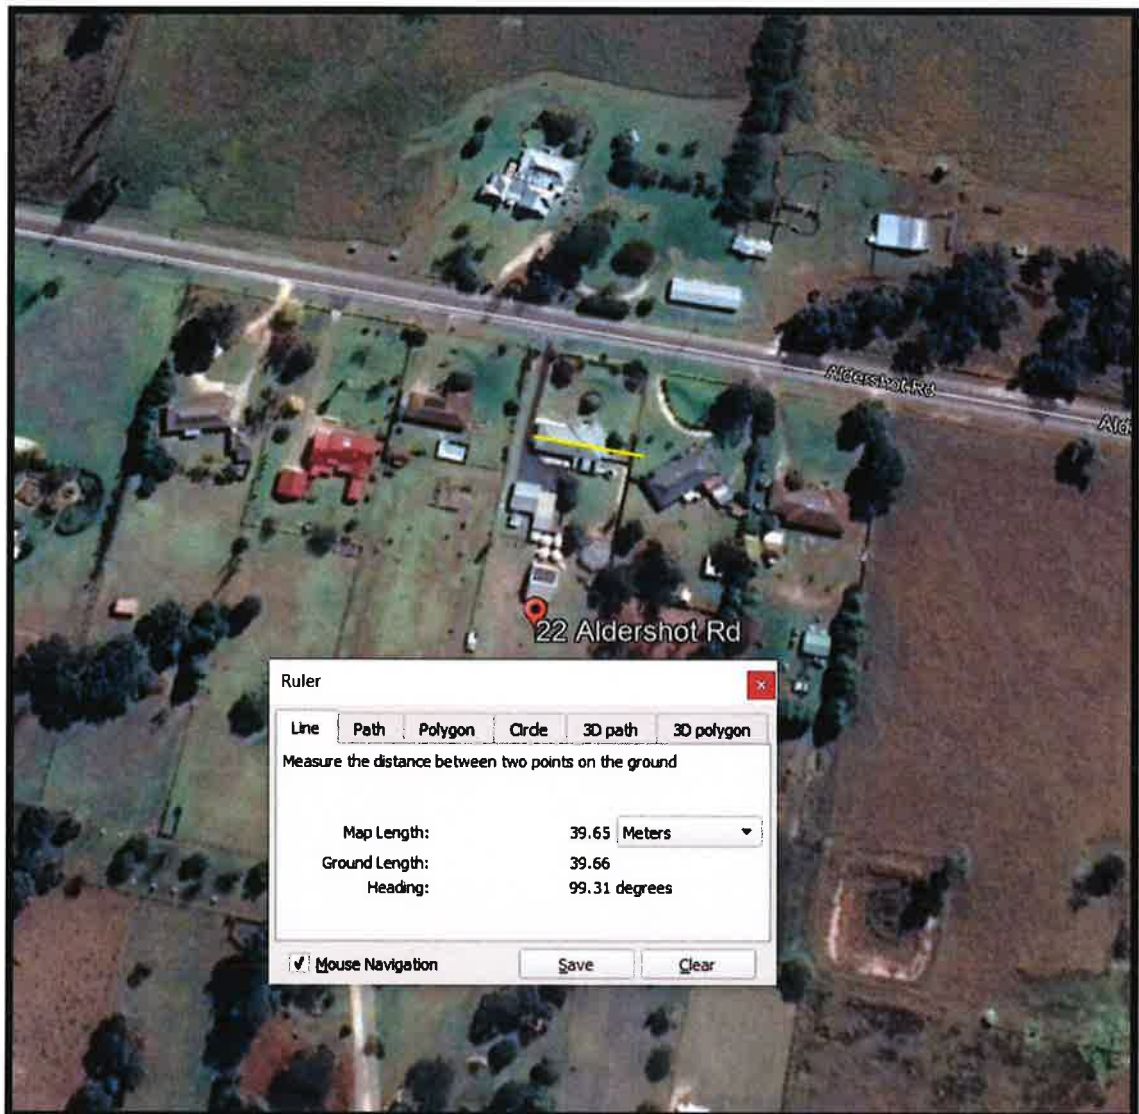 Aldershot Rd
Ald
22 Aldershot Rd
Ruler
Line Path Polygon Circle 3D path 3D polygon
Measure the distance between two points on the ground
Map Length: 39.65 Meters
Ground Length: 39.66
Heading: 99.31 degrees
Mouse Navigation Save Clear